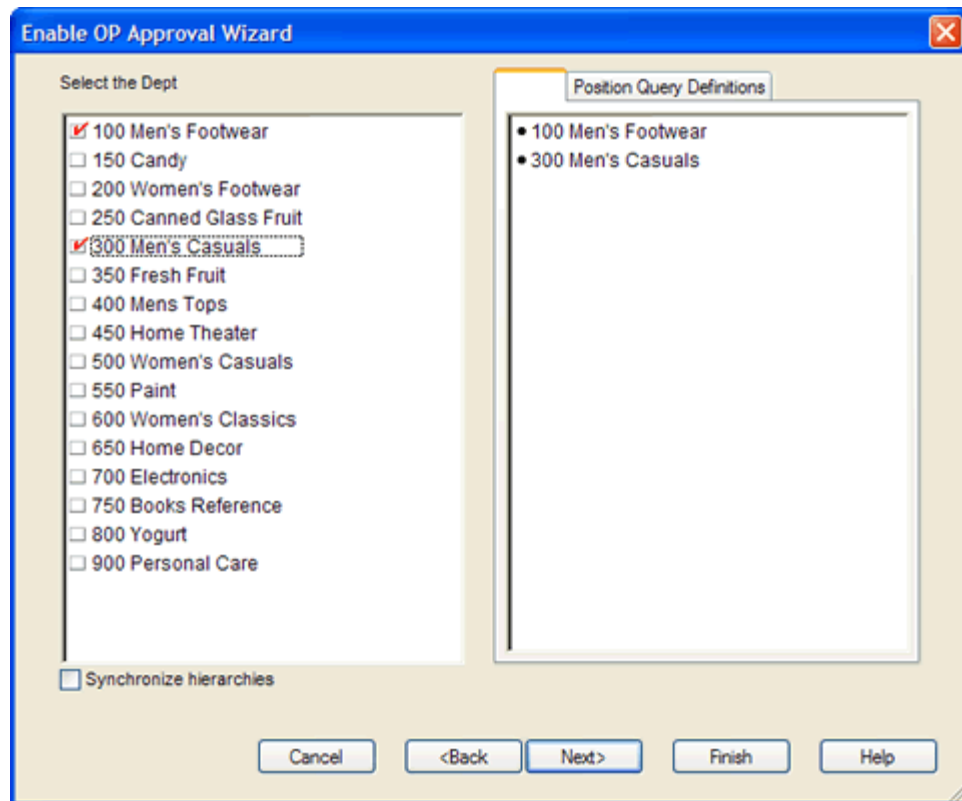 Enable OP Approval Wizard
Select the Dept
Position Query Definitions
100 Men's Footwear
150 Candy
200 Women's Footwear
250 Canned Glass Fruit
300 Men's Casuals
350 Fresh Fruit
400 Mens Tops
450 Home Theater
500 Women's Casuals
550 Paint
600 Women's Classics
650 Home Decor
700 Electronics
750 Books Reference
800 Yogurt
900 Personal Care
• 100 Men's Footwear
• 300 Men's Casuals
Synchronize hierarchies
Cancel <Back Next> Finish Help